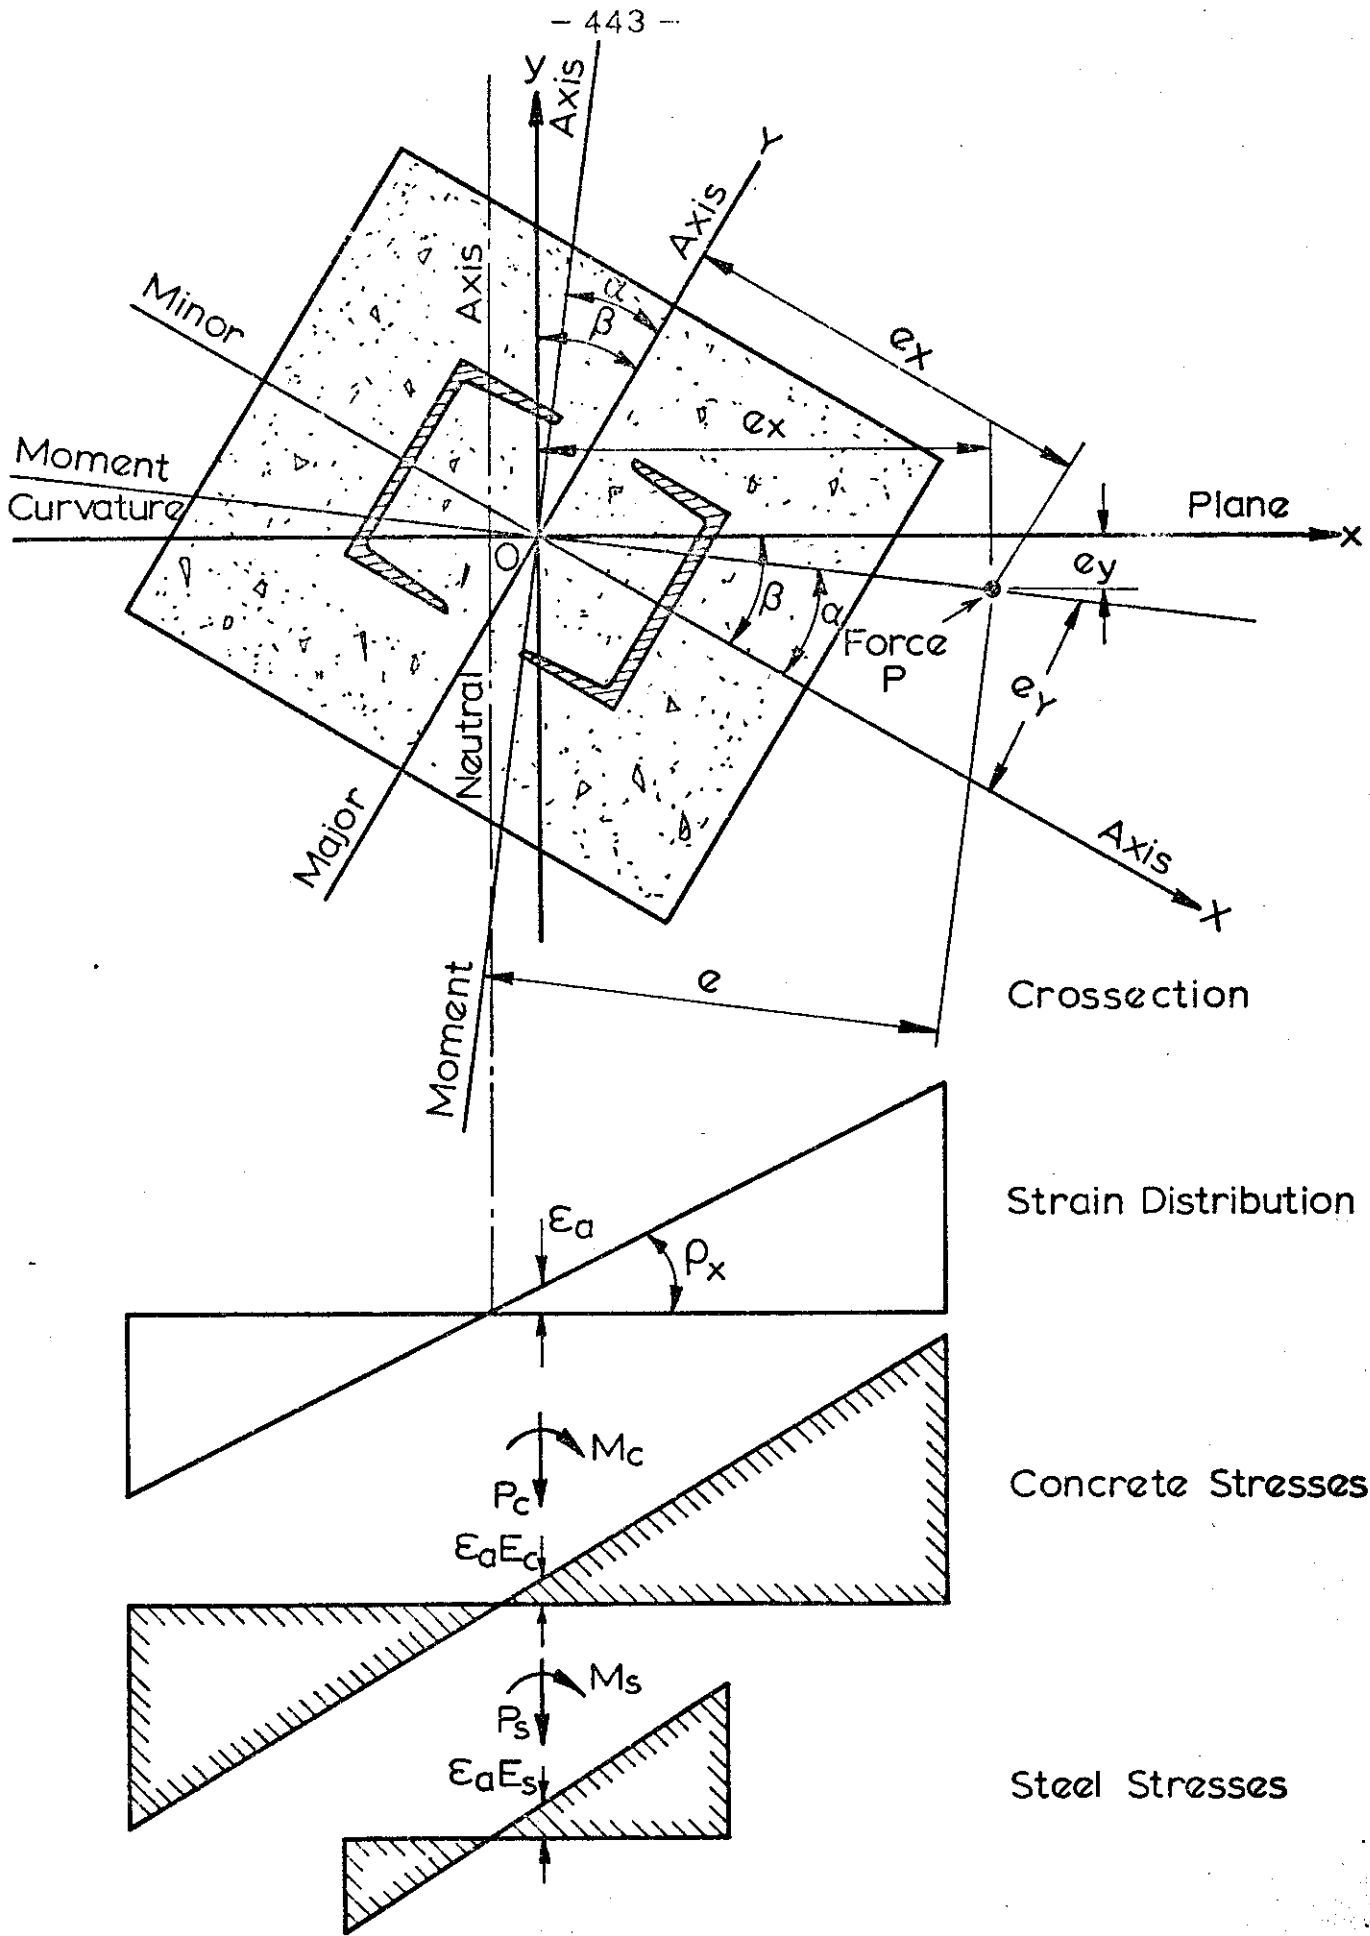 - 443 -
y
Axis
Y
Axis
Axis
α
β
Minor
eX
ex
Moment
Curvature
Plane
x
O
ey
β
α
Force
P
eY
Neutral
Major
Axis
X
Moment
e
Crossection
Strain Distribution
εa
ρx
Mc
Pc
Concrete Stresses
εaEc
Ms
Ps
εaEs
Steel Stresses